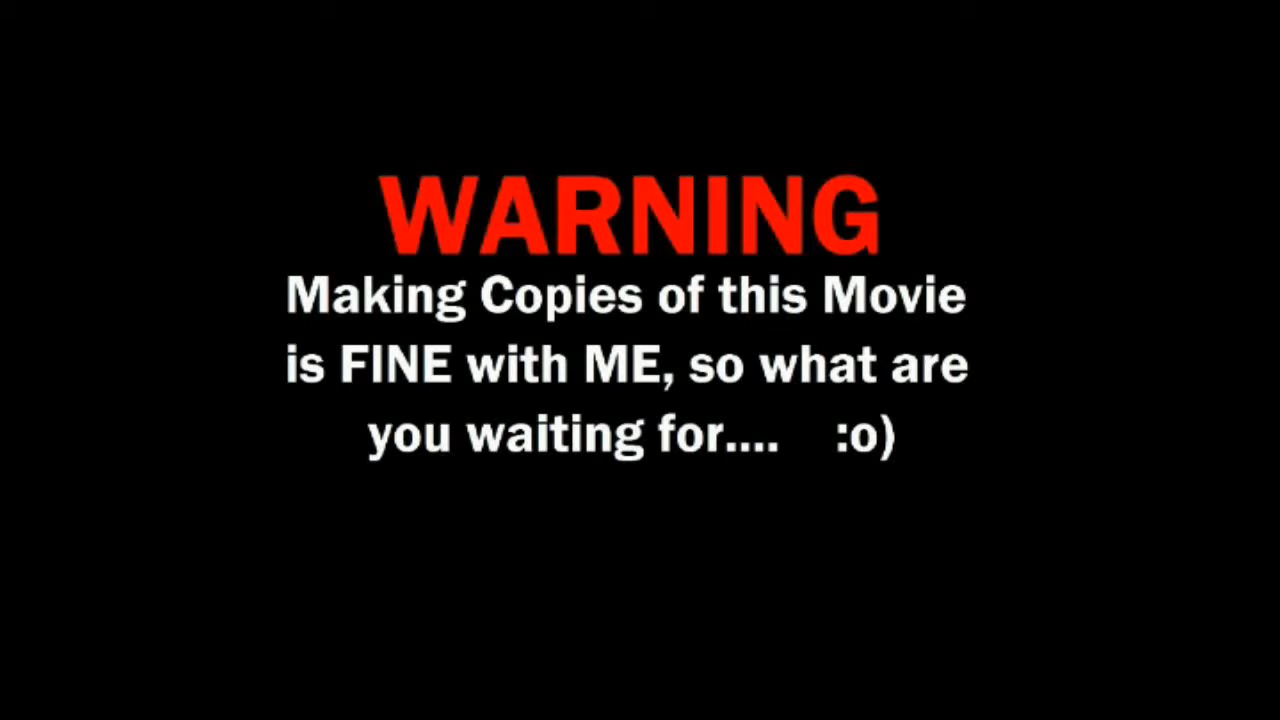 WARNING
Making Copies of this Movie
is FINE with ME, so what are
you waiting for.... :o)